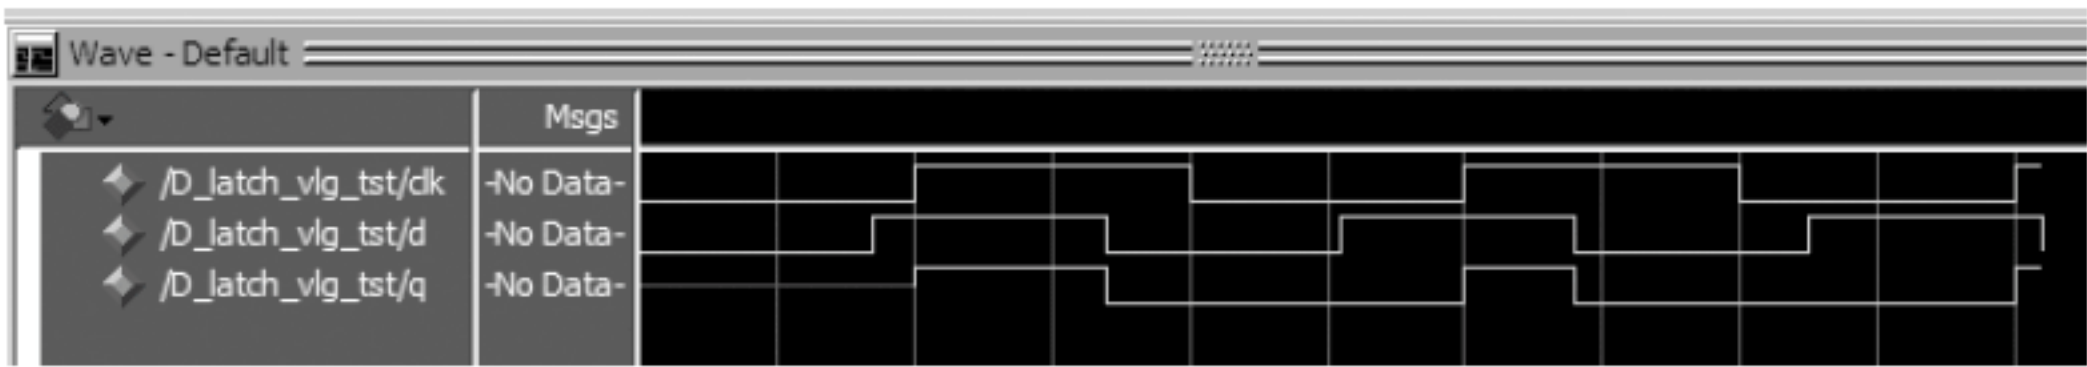 Wave - Default
Msgs
/D_latch_vlg_tst/clk -No Data-
/D_latch_vlg_tst/d -No Data-
/D_latch_vlg_tst/q -No Data-